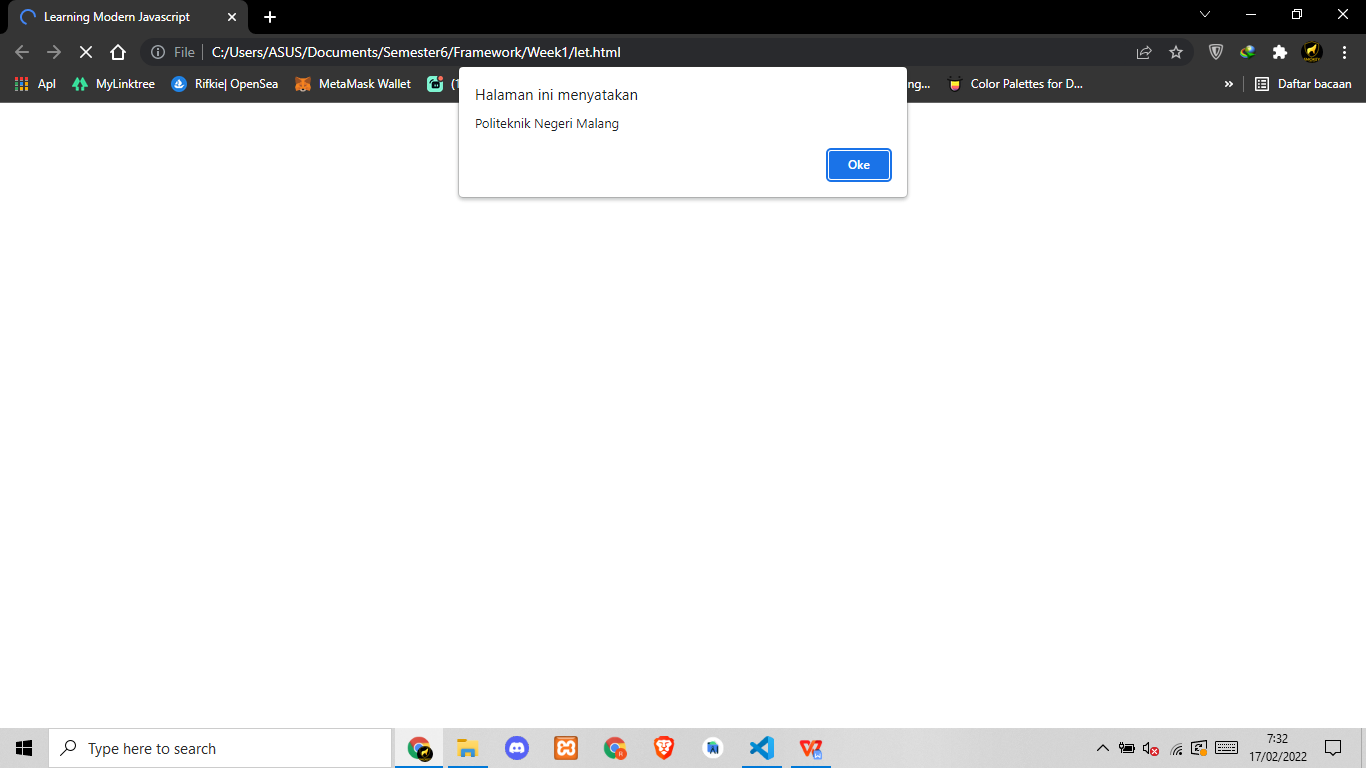 Learning Modern Javascript
File C:/Users/ASUS/Documents/Semester6/Framework/Week1/let.html
Apl MyLinktree Rifkie| OpenSea MetaMask Wallet (1 ng... Color Palettes for D... » Daftar bacaan
Halaman ini menyatakan
Politeknik Negeri Malang
Oke
Type here to search
7:32
17/02/2022